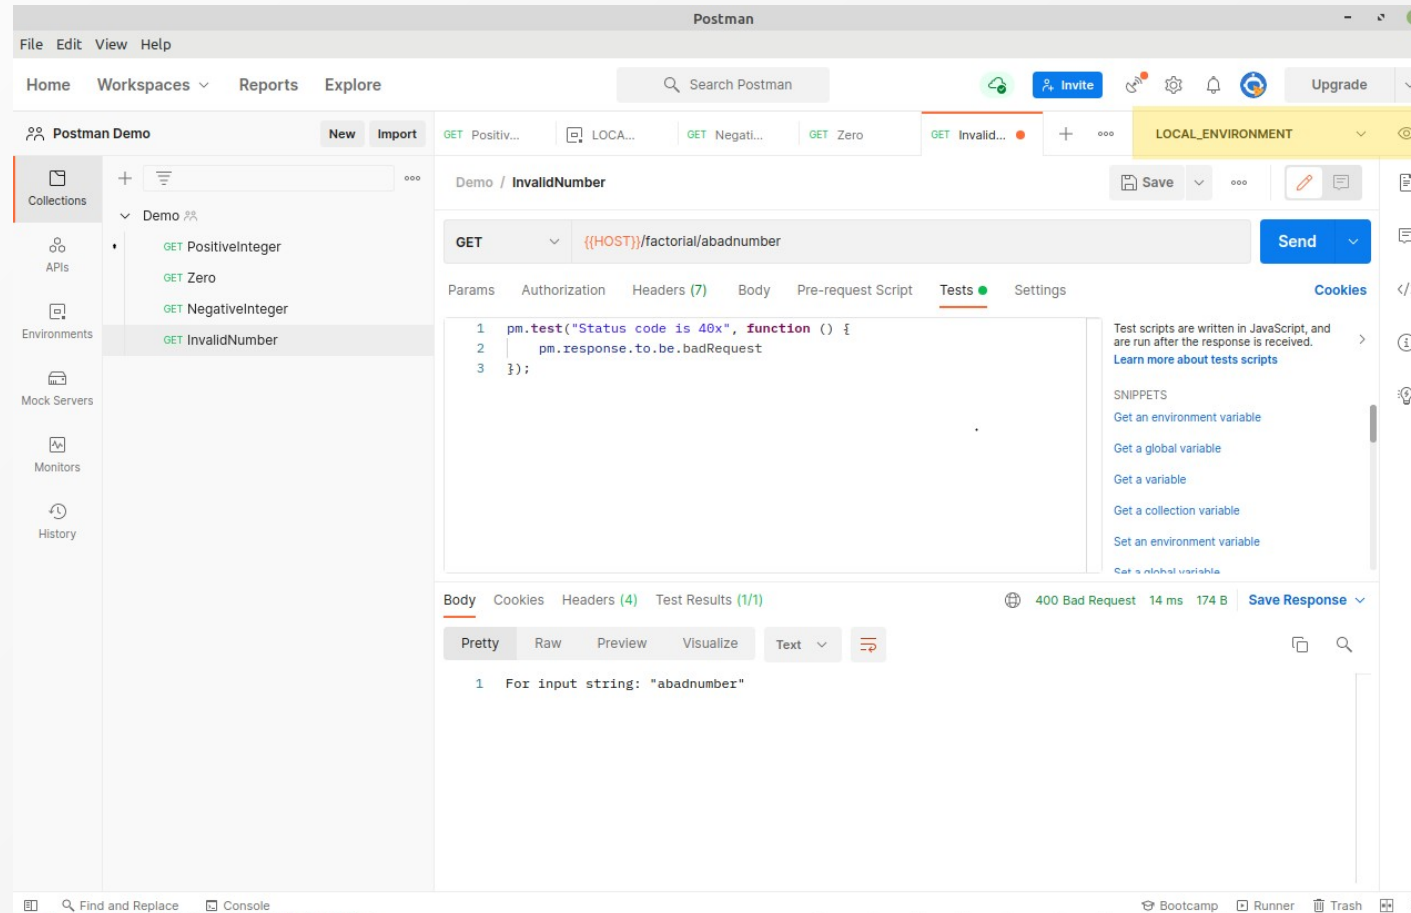 Postman
File Edit View Help
Home Workspaces Reports Explore
Search Postman
Invite
Upgrade
Postman Demo
New Import
GET Positiv...
LOCA...
GET Negati...
GET Zero
GET Invalid...
LOCAL_ENVIRONMENT
Collections
APIs
Environments
Mock Servers
Monitors
History
Demo
GET PositiveInteger
GET Zero
GET NegativeInteger
GET InvalidNumber
Demo / InvalidNumber
Save
GET
{{HOST}}/factorial/abadnumber
Send
Params Authorization Headers (7) Body Pre-request Script Tests Settings
Cookies
1 pm.test("Status code is 40x", function () {
2 pm.response.to.be.badRequest
3 });
Test scripts are written in JavaScript, and
are run after the response is received.
Learn more about tests scripts
SNIPPETS
Get an environment variable
Get a global variable
Get a variable
Get a collection variable
Set an environment variable
Set a global variable
Body Cookies Headers (4) Test Results (1/1)
400 Bad Request 14 ms 174 B Save Response
Pretty Raw Preview Visualize Text
1 For input string: "abadnumber"
Find and Replace Console
Bootcamp Runner Trash